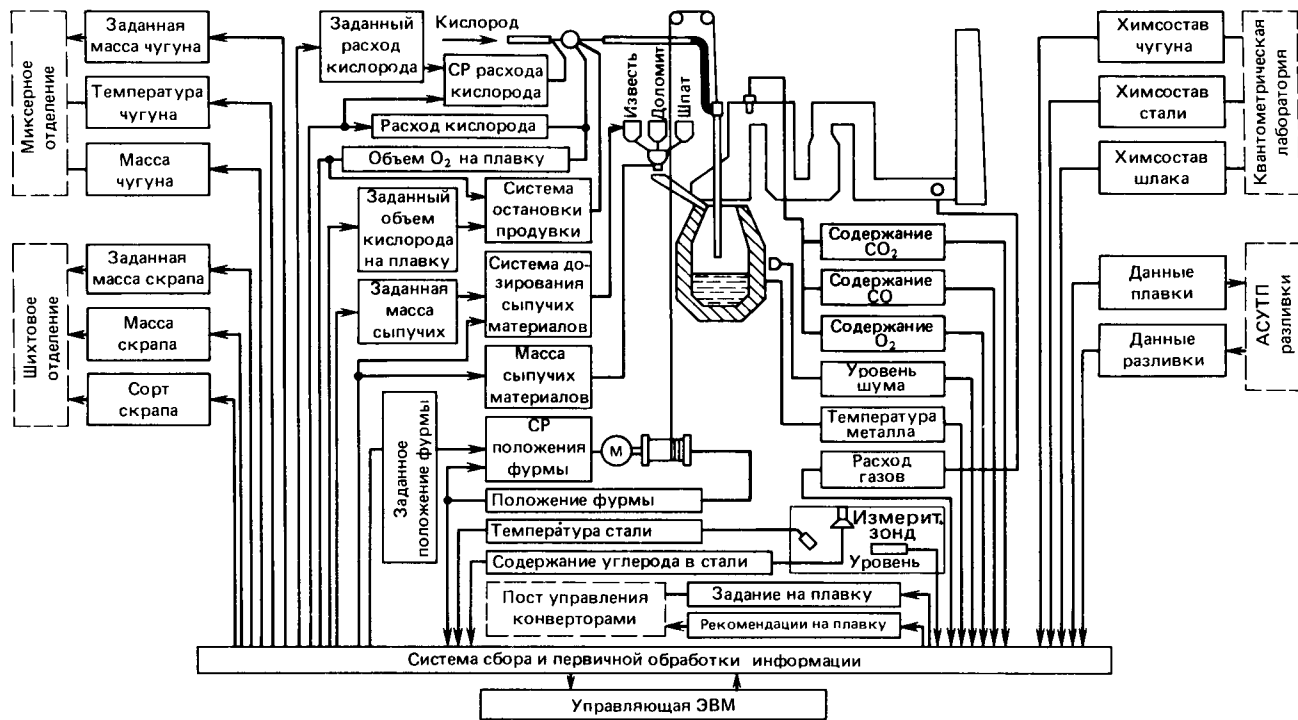 Миксерное
отделение
Заданная
масса чугуна
Температура
чугуна
Масса
чугуна
Шихтовое
отделение
Заданная
масса скрапа
Масса
скрапа
Сорт
скрапа
Заданный
расход
кислорода
Кислород
СР расхода
кислорода
Расход кислорода
Объем O₂ на плавку
Заданный
объем
кислорода
на плавку
Система
остановки
продувки
Заданная
масса
сыпучих
Система до-
зирования
сыпучих
материалов
Масса
сыпучих
материалов
Заданное
положение фурмы
СР
положения
фурмы
М
Положение фурмы
Температура стали
Содержание углерода в стали
Пост управления
конверторами
Задание на плавку
Рекомендации на плавку
Известь
Доломит
Шпат
Содержание
CO₂
Содержание
CO
Содержание
O₂
Уровень
шума
Температура
металла
Расход
газов
Измерит.
зонд
Уровень
Химсостав
чугуна
Химсостав
стали
Химсостав
шлака
Квантометрическая
лаборатория
Данные
плавки
Данные
разливки
АСУТП
разливки
Система сбора и первичной обработки информации
Управляющая ЭВМ